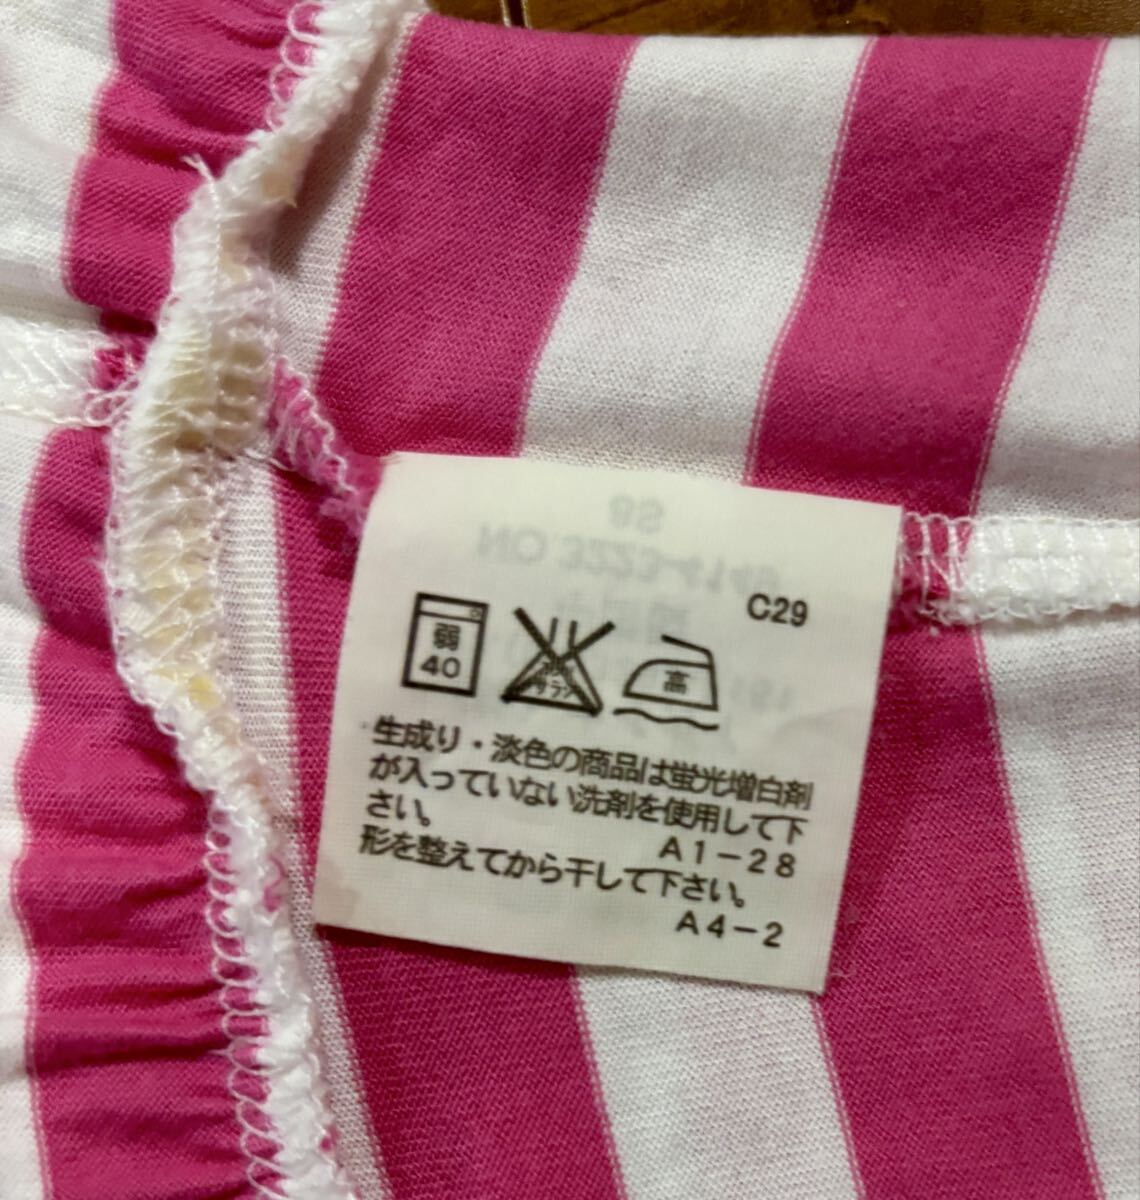 C29
弱
40
高
生成り・淡色の商品は蛍光増白剤
が入っていない洗剤を使用して下
さい。
A1-28
形を整えてから干して下さい。
A4-2